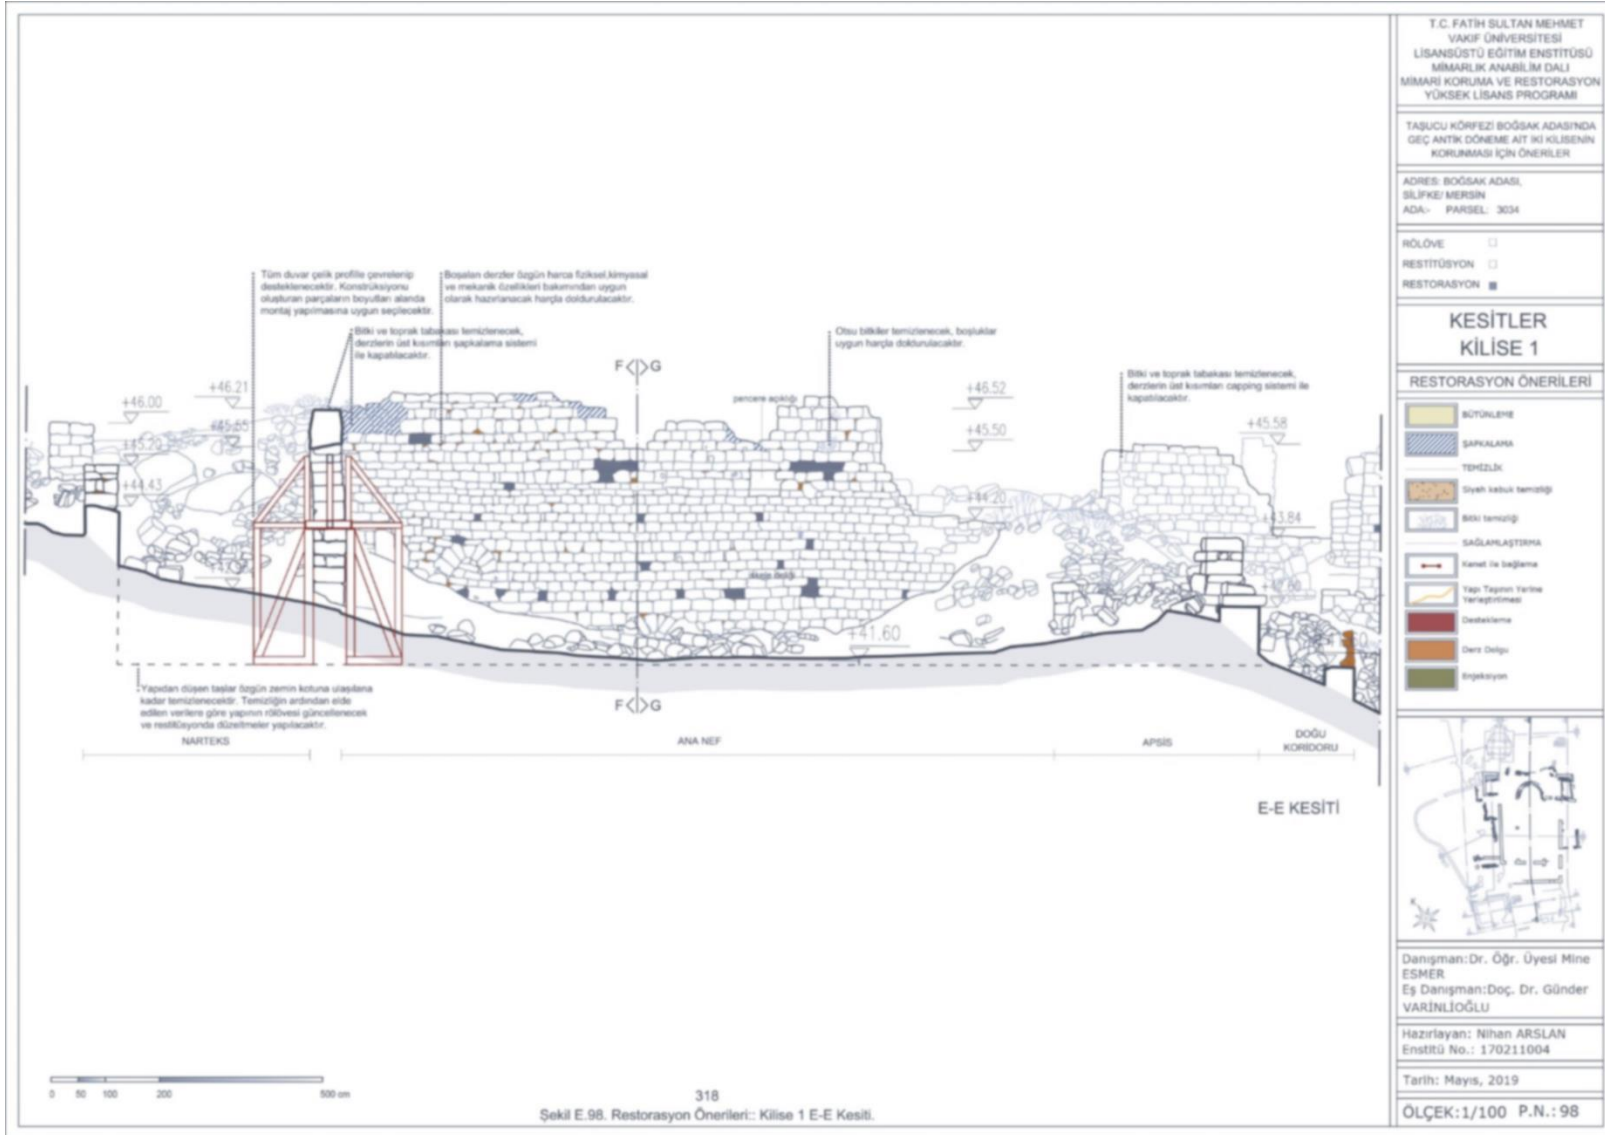 T.C. FATİH SULTAN MEHMET
VAKIF ÜNİVERSİTESİ
LİSANSÜSTÜ EĞİTİM ENSTİTÜSÜ
MİMARLIK ANABİLİM DALI
MİMARİ KORUMA VE RESTORASYON
YÜKSEK LİSANS PROGRAMI
TAŞUCU KÖRFEZİ BOĞSAK ADASI'NDA
GEÇ ANTİK DÖNEME AİT İKİ KİLİSENİN
KORUNMASI İÇİN ÖNERİLER
ADRES: BOĞSAK ADASI,
SİLİFKE/ MERSİN
ADA:- PARSEL: 3034
RÖLÖVE
RESTİTÜSYON
RESTORASYON
KESİTLER
KİLİSE 1
RESTORASYON ÖNERİLERİ
BÜTÜNLEME
ŞAPKALAMA
TEMİZLİK
Siyah kabuk temizliği
Bitki temizliği
SAĞLAMLAŞTIRMA
Kenet ile bağlama
Yapı Taşının Yerine
Yerleştirilmesi
Destekleme
Derz Dolgu
Enjeksiyon
K
Danışman:Dr. Öğr. Üyesi Mine
ESMER
Eş Danışman:Doç. Dr. Günder
VARİNLİOĞLU
Hazırlayan: Nihan ARSLAN
Enstitü No.: 170211004
Tarih: Mayıs, 2019
ÖLÇEK:1/100 P.N.: 98
Tüm duvar çelik profille çevrelenip
desteklenecektir. Konstrüksiyonu
oluşturan parçaların boyutları alanda
montaj yapılmasına uygun seçilecektir.
Boşalan derzler özgün harca fiziksel,kimyasal
ve mekanik özellikleri bakımından uygun
olarak hazırlanacak harçla doldurulacaktır.
Bitki ve toprak tabakası temizlenecek,
derzlerin üst kısımları şapkalama sistemi
ile kapatılacaktır.
Otsu bitkiler temizlenecek, boşluklar
uygun harçla doldurulacaktır.
Bitki ve toprak tabakası temizlenecek,
derzlerin üst kısımları capping sistemi ile
kapatılacaktır.
F G
pencere açıklığı
+46.00
+46.21
+45.65
+45.20
+44.43
+46.52
+45.50
+44.20
+45.58
+43.84
+41.60
F G
Yapıdan düşen taşlar özgün zemin kotuna ulaşılana
kadar temizlenecektir. Temizliğin ardından elde
edilen verilere göre yapının rölövesi güncellenecek
ve restitüsyonda düzeltmeler yapılacaktır.
NARTEKS
ANA NEF
APSİS
DOĞU
KORİDORU
E-E KESİTİ
0 50 100 200 500 cm
318
Şekil E.98. Restorasyon Önerileri:: Kilise 1 E-E Kesiti.